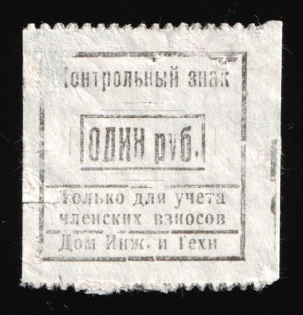 Контрольный знак
ОДИН руб.
Только для учета
членских взносов
Дом Инж. и Техн